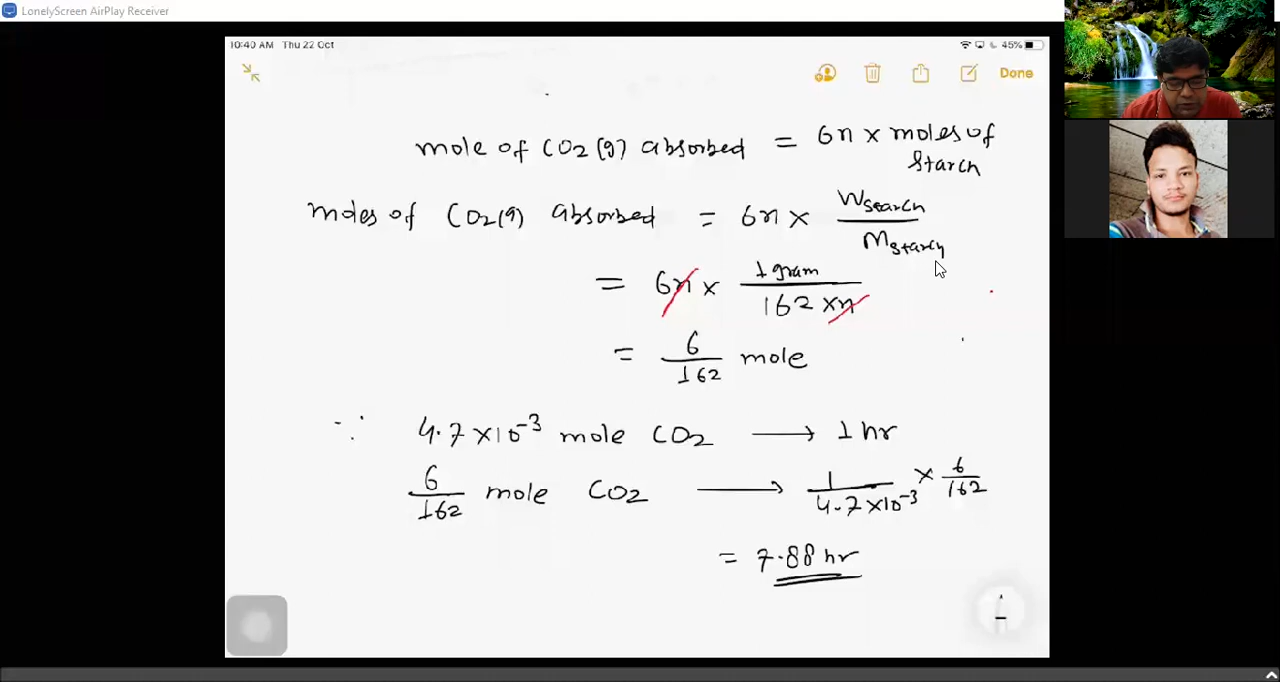 LonelyScreen AirPlay Receiver
10:40 AM Thu 22 Oct
45%
Done
mole of CO2(g) absorbed = 6n × moles of
Starch
moles of CO2(g) absorbed = 6n × Wstarch
Mstarch
= 6n × 1 gram
162 × n
= 6
162 mole
∵ 4.7 × 10⁻³ mole CO2 → 1 hr
6
162 mole CO2 → 1
4.7 × 10⁻³ × 6
162
= 7.88 hr